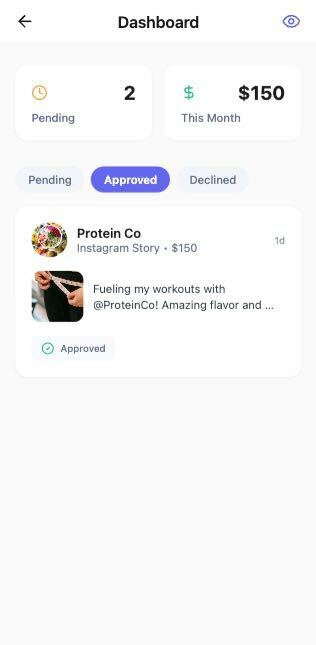 Dashboard
2
Pending
$150
This Month
Pending
Approved
Declined
Protein Co
1d
Instagram Story • $150
Fueling my workouts with
@ProteinCo! Amazing flavor and ...
Approved